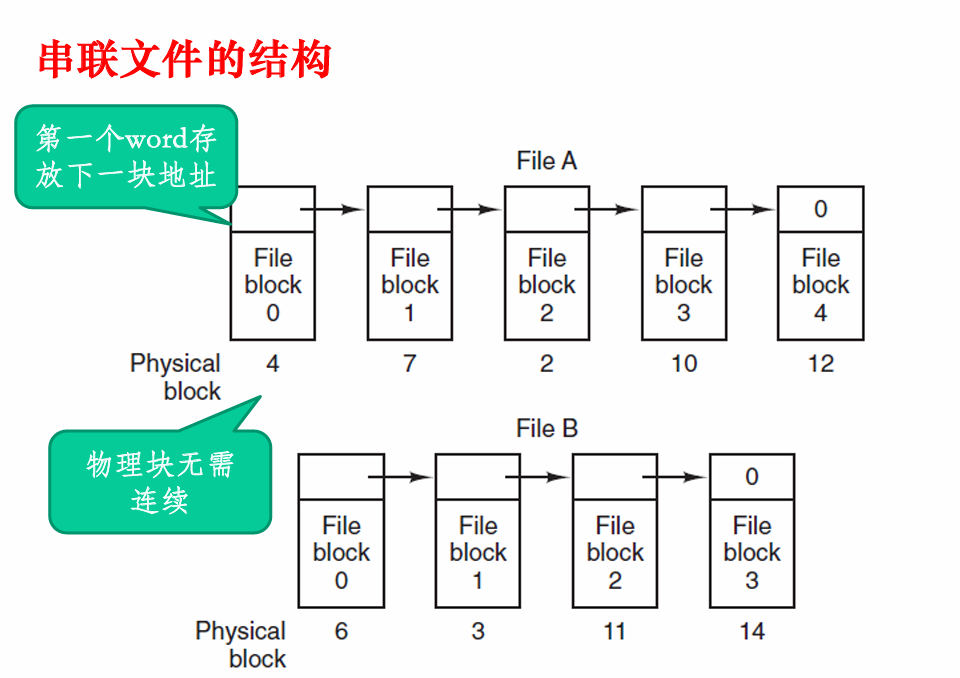 串联文件的结构
第一个word存
放下一块地址
File A
0
File
block
0
File
block
1
File
block
2
File
block
3
File
block
4
Physical
block
4
7
2
10
12
物理块无需
连续
File B
0
File
block
0
File
block
1
File
block
2
File
block
3
Physical
block
6
3
11
14